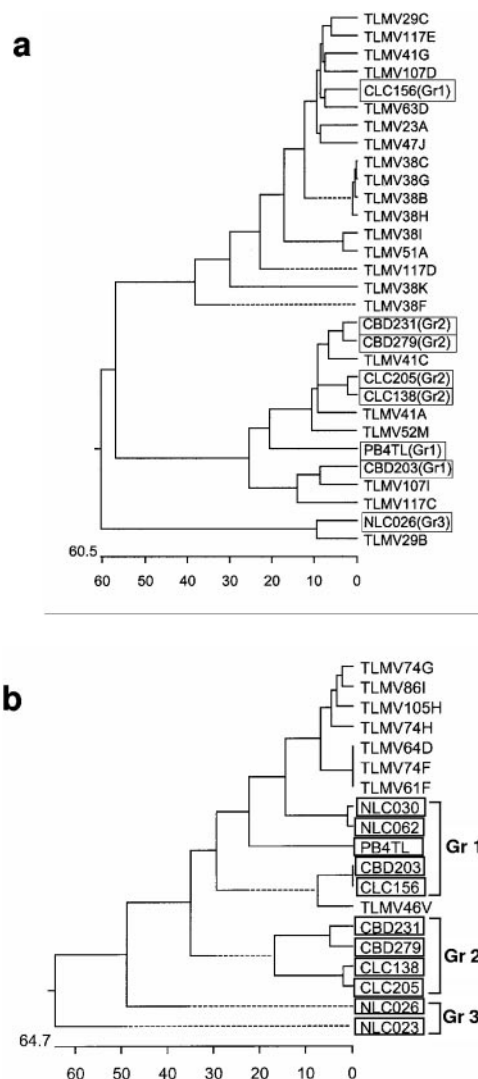 a
TLMV29C
TLMV117E
TLMV41G
TLMV107D
CLC156(Gr1)
TLMV63D
TLMV23A
TLMV47J
TLMV38C
TLMV38G
TLMV38B
TLMV38H
TLMV38I
TLMV51A
TLMV117D
TLMV38K
TLMV38F
CBD231(Gr2)
CBD279(Gr2)
TLMV41C
CLC205(Gr2)
CLC138(Gr2)
TLMV41A
TLMV52M
PB4TL(Gr1)
CBD203(Gr1)
TLMV107I
TLMV117C
NLC026(Gr3)
TLMV29B
60.5
60 50 40 30 20 10 0
b
TLMV74G
TLMV86I
TLMV105H
TLMV74H
TLMV64D
TLMV74F
TLMV61F
NLC030
NLC062
PB4TL
Gr 1
CBD203
CLC156
TLMV46V
CBD231
CBD279
Gr 2
CLC138
CLC205
NLC026
Gr 3
NLC023
64.7
60 50 40 30 20 10 0